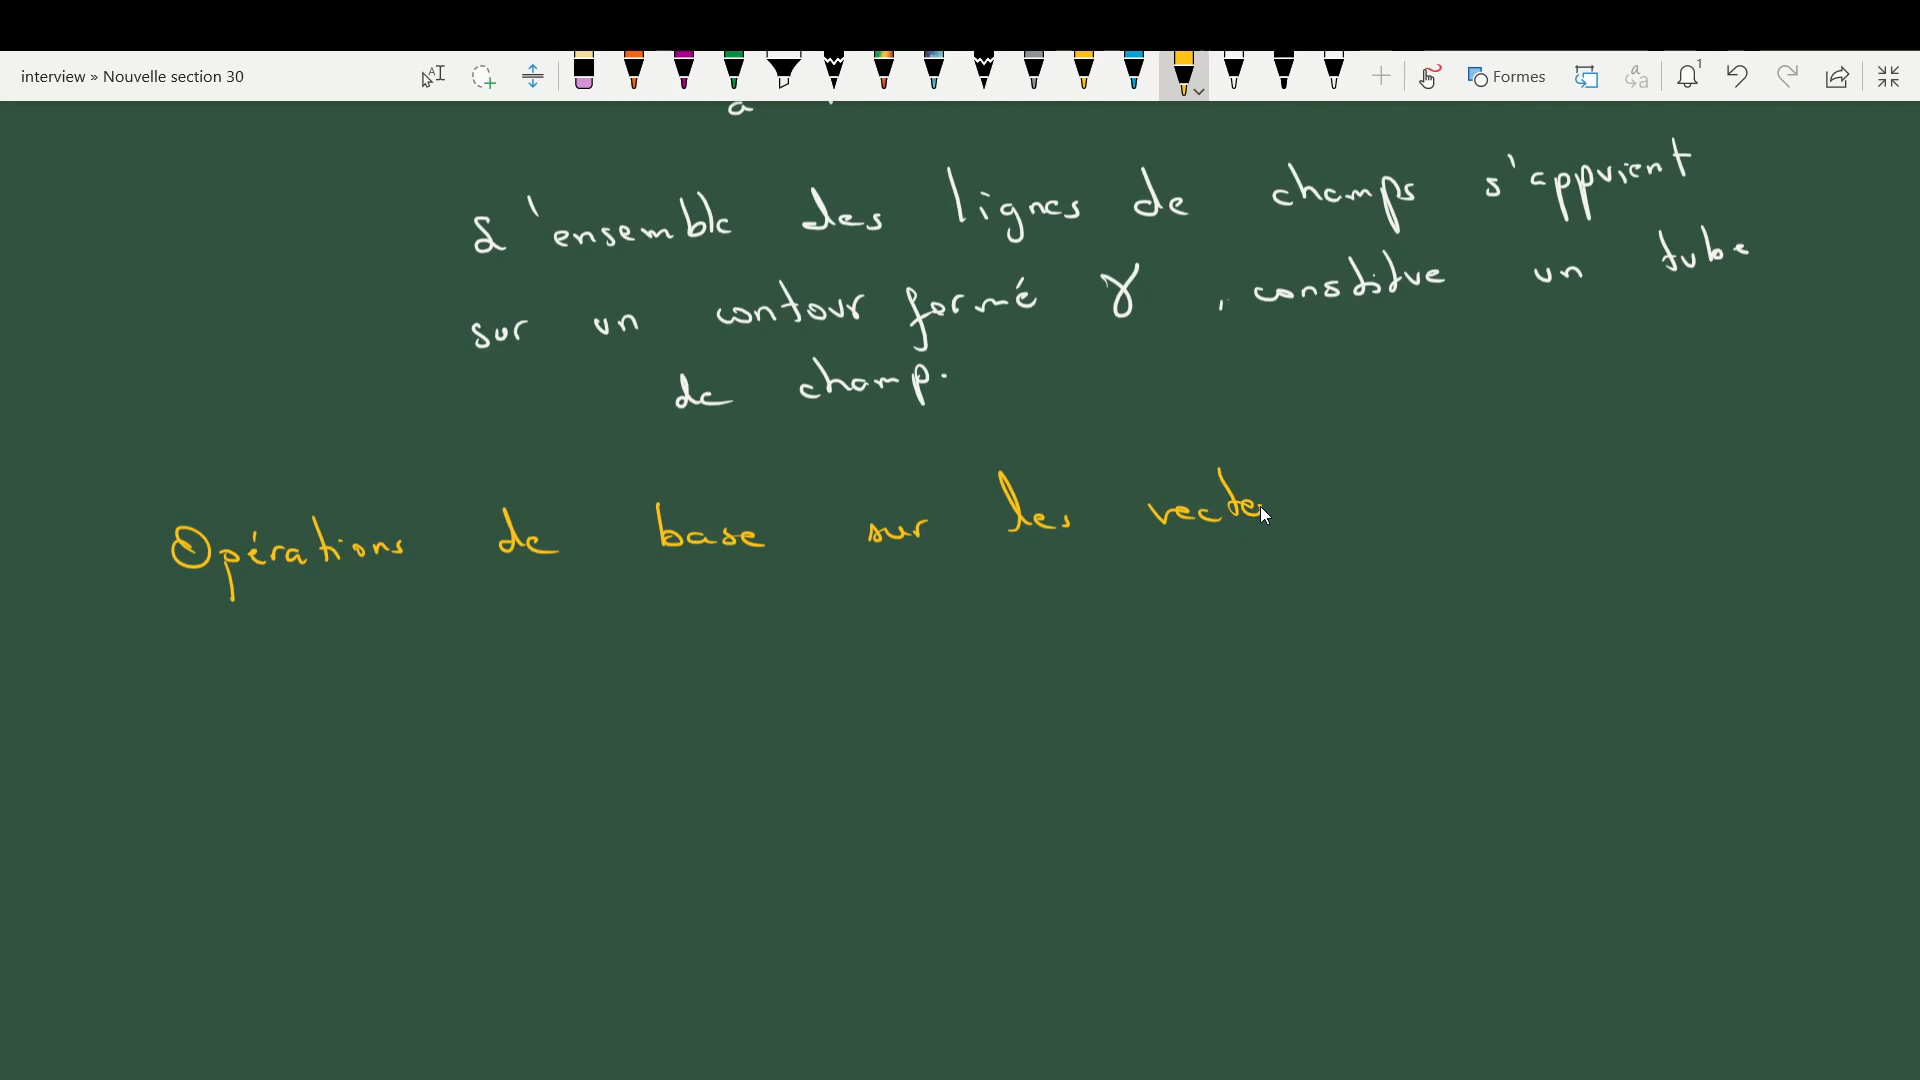 interview » Nouvelle section 30
Formes
1
a
L'ensemble des lignes de champs s'appuient
sur un contour formé γ, constitue un tube
de champ.
Opérations de base sur les vecte